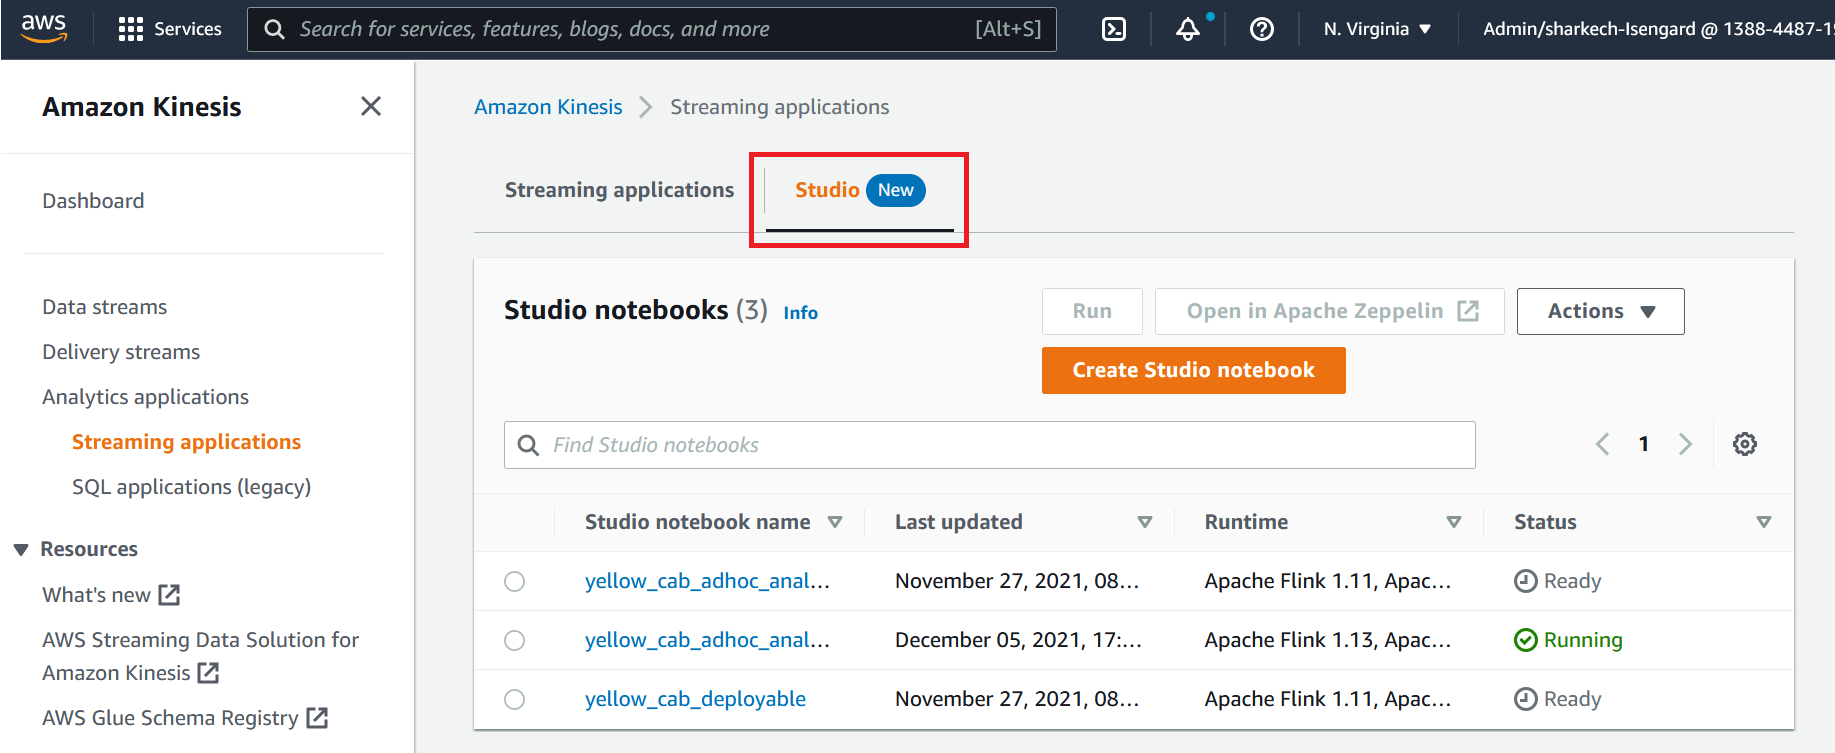 aws Services Search for services, features, blogs, docs, and more [Alt+S] N. Virginia Admin/sharkech-Isengard @ 1388-4487-1
Amazon Kinesis
Dashboard
Data streams
Delivery streams
Analytics applications
Streaming applications
SQL applications (legacy)
Resources
What's new
AWS Streaming Data Solution for
Amazon Kinesis
AWS Glue Schema Registry
Amazon Kinesis Streaming applications
Streaming applications Studio New
Studio notebooks (3) Info Run Open in Apache Zeppelin Actions
Create Studio notebook
Find Studio notebooks 1
Studio notebook name Last updated Runtime Status
yellow_cab_adhoc_anal... November 27, 2021, 08... Apache Flink 1.11, Apac... Ready
yellow_cab_adhoc_anal... December 05, 2021, 17:... Apache Flink 1.13, Apac... Running
yellow_cab_deployable November 27, 2021, 08... Apache Flink 1.11, Apac... Ready